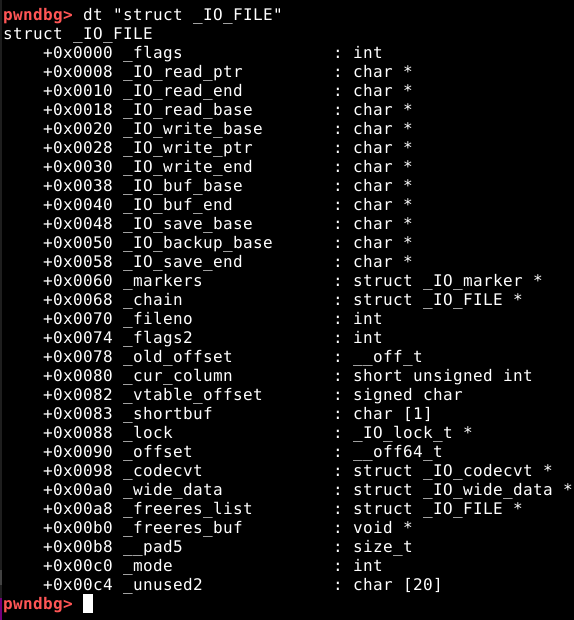 pwndbg> dt "struct _IO_FILE"
struct _IO_FILE
    +0x0000 _flags               : int
    +0x0008 _IO_read_ptr         : char *
    +0x0010 _IO_read_end         : char *
    +0x0018 _IO_read_base        : char *
    +0x0020 _IO_write_base       : char *
    +0x0028 _IO_write_ptr        : char *
    +0x0030 _IO_write_end        : char *
    +0x0038 _IO_buf_base         : char *
    +0x0040 _IO_buf_end          : char *
    +0x0048 _IO_save_base        : char *
    +0x0050 _IO_backup_base      : char *
    +0x0058 _IO_save_end         : char *
    +0x0060 _markers             : struct _IO_marker *
    +0x0068 _chain               : struct _IO_FILE *
    +0x0070 _fileno              : int
    +0x0074 _flags2              : int
    +0x0078 _old_offset          : __off_t
    +0x0080 _cur_column          : short unsigned int
    +0x0082 _vtable_offset       : signed char
    +0x0083 _shortbuf            : char [1]
    +0x0088 _lock                : _IO_lock_t *
    +0x0090 _offset              : __off64_t
    +0x0098 _codecvt             : struct _IO_codecvt *
    +0x00a0 _wide_data           : struct _IO_wide_data *
    +0x00a8 _freeres_list        : struct _IO_FILE *
    +0x00b0 _freeres_buf         : void *
    +0x00b8 __pad5               : size_t
    +0x00c0 _mode                : int
    +0x00c4 _unused2             : char [20]
pwndbg>